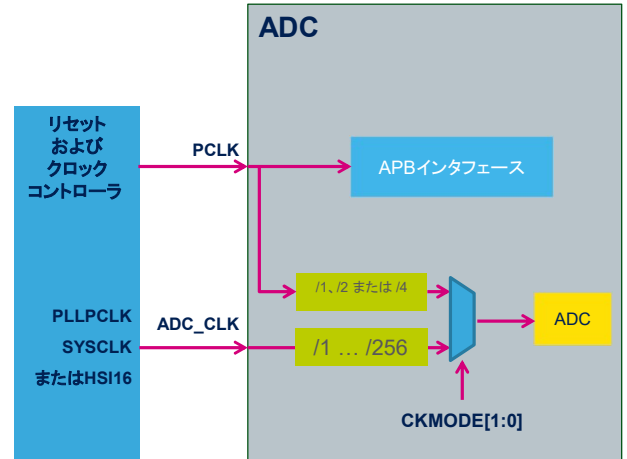 ADC
リセット
および
クロック
コントローラ
PCLK
APBインタフェース
/1、/2 または /4
PLLPCLK
SYSCLK
またはHSI16
ADC_CLK
/1 … /256
ADC
CKMODE[1:0]